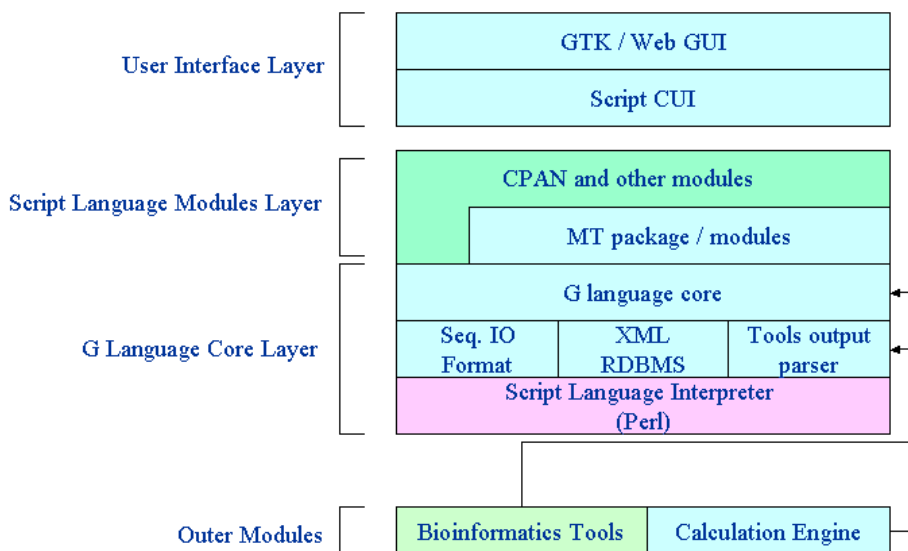 User Interface Layer
GTK / Web GUI
Script CUI
Script Language Modules Layer
CPAN and other modules
MT package / modules
G Language Core Layer
G language core
Seq. IO
Format
XML
RDBMS
Tools output
parser
Script Language Interpreter
(Perl)
Outer Modules
Bioinformatics Tools
Calculation Engine